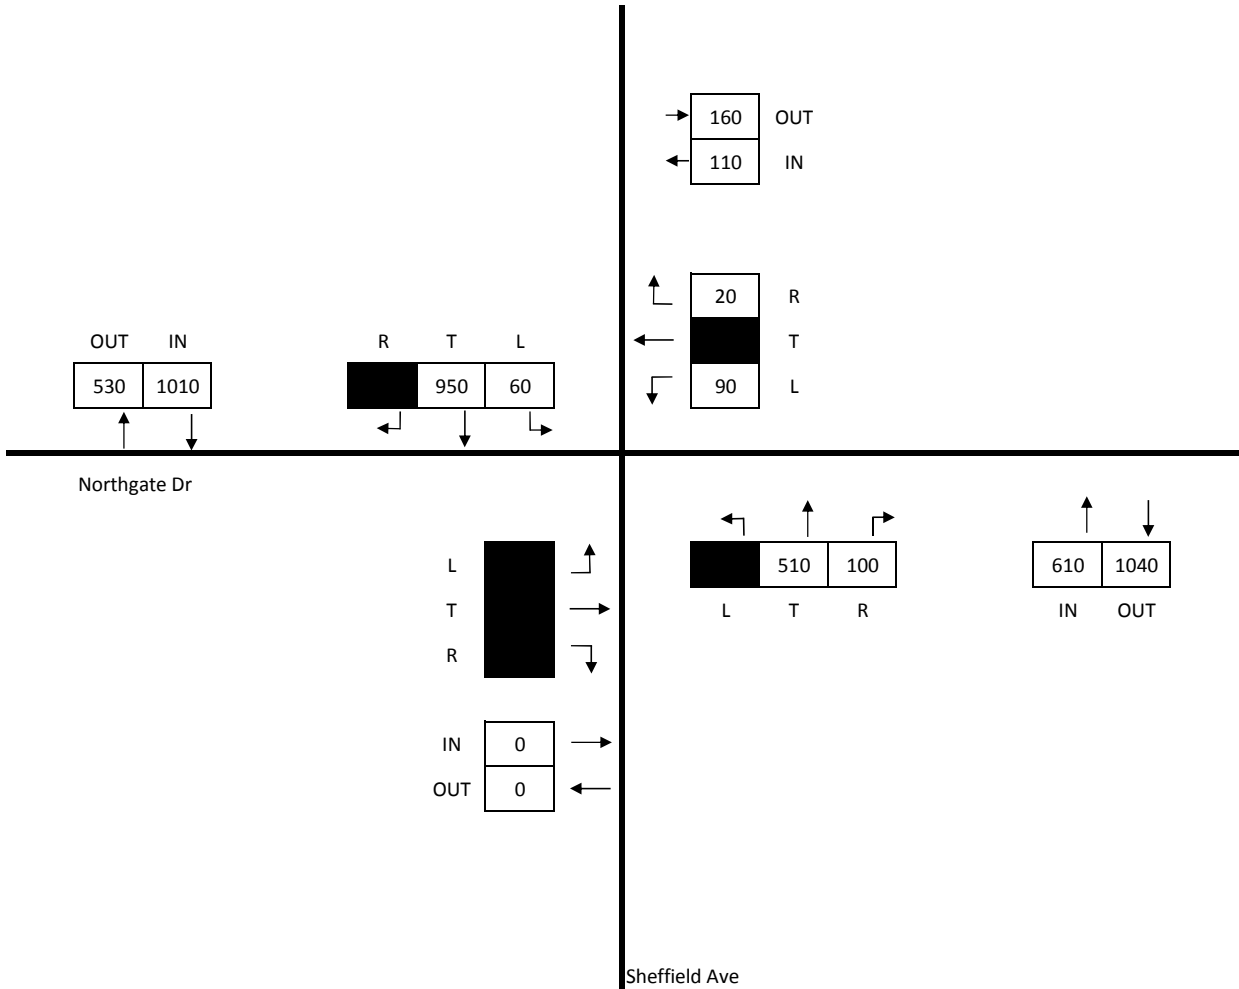 160 OUT
110 IN
20 R
T
90 L
OUT IN
530 1010
R T L
950 60
Northgate Dr
L
T
R
IN 0
OUT 0
510 100
L T R
610 1040
IN OUT
Sheffield Ave